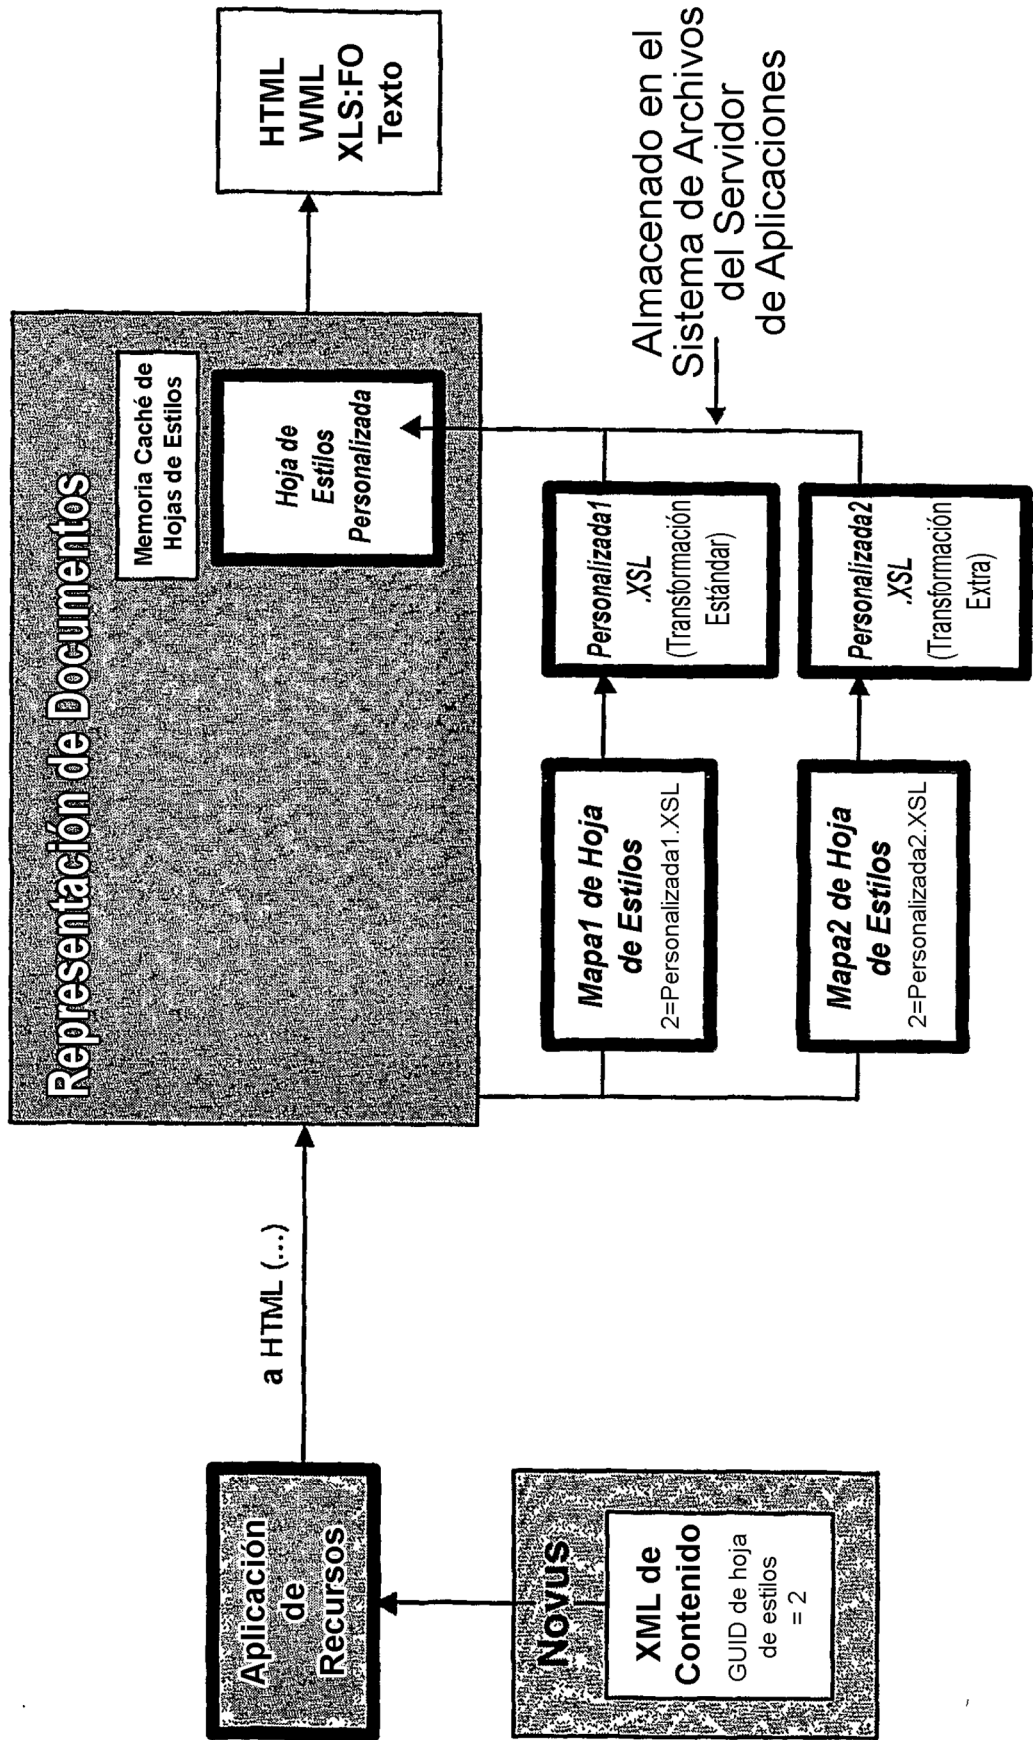 Aplicación
de
Recursos
Novus
XML de
Contenido
GUID de hoja
de estilos
= 2
a HTML (...)
Representación de Documentos
Memoria Caché de
Hojas de Estilos
Hoja de
Estilos
Personalizada
HTML
WML
XLS:FO
Texto
Mapa1 de Hoja
de Estilos
2=Personalizada1.XSL
Personalizada1
.XSL
(Transformación
Estándar)
Mapa2 de Hoja
de Estilos
2=Personalizada2.XSL
Personalizada2
.XSL
(Transformación
Extra)
Almacenado en el
Sistema de Archivos
del Servidor
de Aplicaciones